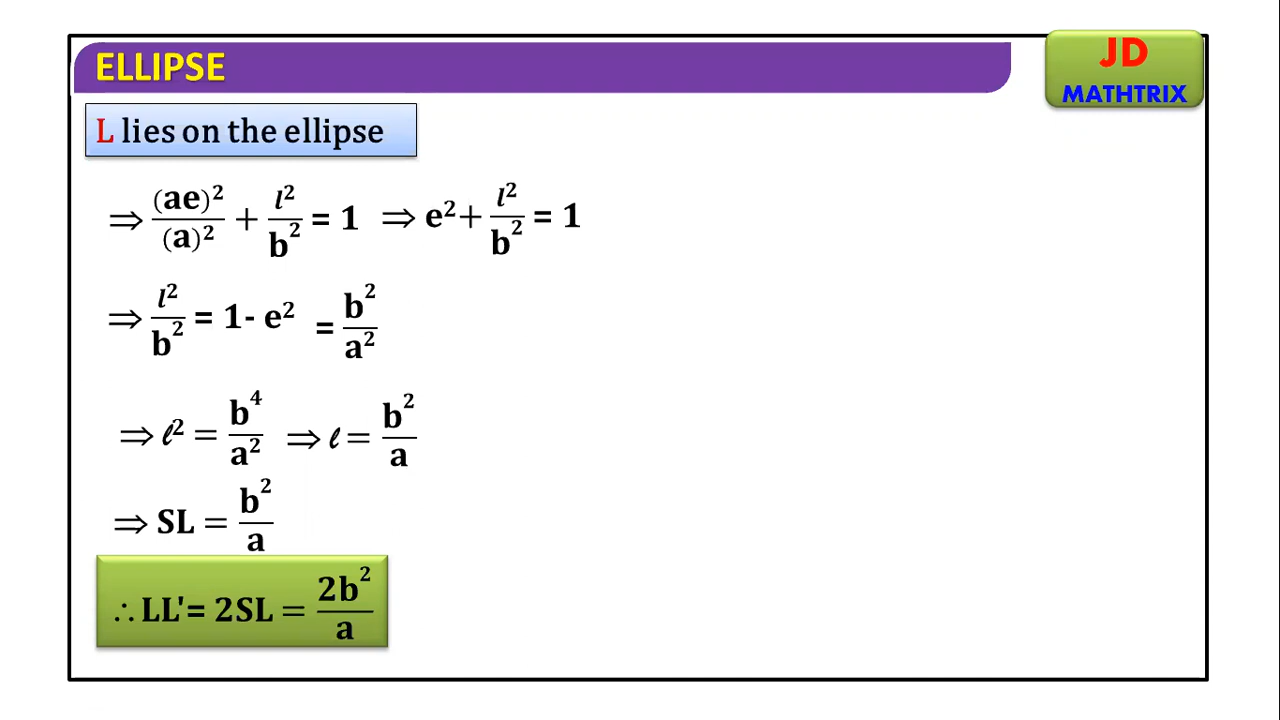 ELLIPSE
JD
MATHTRIX
L lies on the ellipse
⇒ (ae)²/(a)² + l²/b² = 1 ⇒ e² + l²/b² = 1
⇒ l²/b² = 1- e² = b²/a²
⇒ ℓ² = b⁴/a² ⇒ ℓ = b²/a
⇒ SL = b²/a
∴ LL'= 2SL = 2b²/a